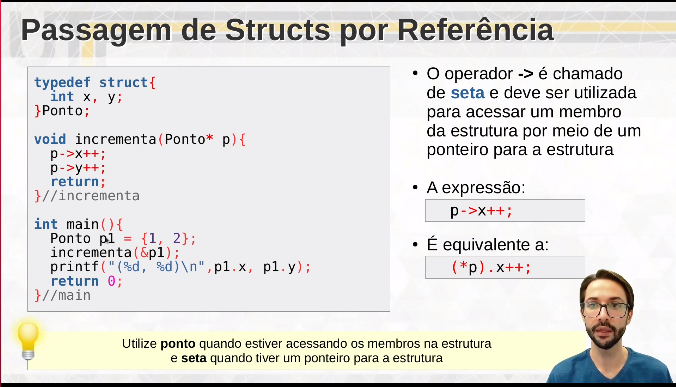 Passagem de Structs por Referência
typedef struct{
int x, y;
}Ponto;
void incrementa(Ponto* p){
p->x++;
p->y++;
return;
}//incrementa
int main(){
Ponto p1 = {1, 2};
incrementa(&p1);
printf("(%d, %d)\n",p1.x, p1.y);
return 0;
}//main
• O operador -> é chamado
de seta e deve ser utilizada
para acessar um membro
da estrutura por meio de um
ponteiro para a estrutura
• A expressão:
p->x++;
• É equivalente a:
(*p).x++;
Utilize ponto quando estiver acessando os membros na estrutura
e seta quando tiver um ponteiro para a estrutura